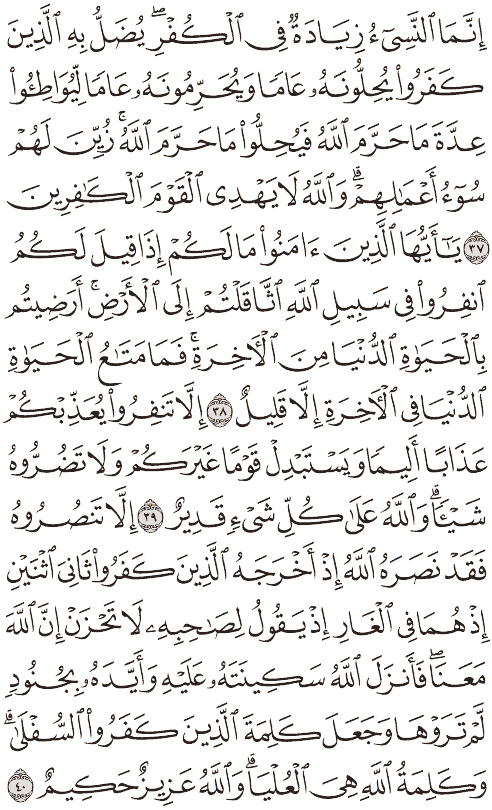 إِنَّمَا ٱلنَّسِىٓءُ زِيَادَةٌ فِى ٱلْكُفْرِ ۖ يُضَلُّ بِهِ ٱلَّذِينَ
كَفَرُوا۟ يُحِلُّونَهُۥ عَامًا وَيُحَرِّمُونَهُۥ عَامًا لِّيُوَاطِـُٔوا۟
عِدَّةَ مَا حَرَّمَ ٱللَّهُ فَيُحِلُّوا۟ مَا حَرَّمَ ٱللَّهُ ۚ زُيِّنَ لَهُمْ
سُوٓءُ أَعْمَـٰلِهِمْ ۗ وَٱللَّهُ لَا يَهْدِى ٱلْقَوْمَ ٱلْكَـٰفِرِينَ
٣٧ يَـٰٓأَيُّهَا ٱلَّذِينَ ءَامَنُوا۟ مَا لَكُمْ إِذَا قِيلَ لَكُمُ
ٱنفِرُوا۟ فِى سَبِيلِ ٱللَّهِ ٱثَّاقَلْتُمْ إِلَى ٱلْأَرْضِ ۚ أَرَضِيتُم
بِٱلْحَيَوٰةِ ٱلدُّنْيَا مِنَ ٱلْـَٔاخِرَةِ ۚ فَمَا مَتَـٰعُ ٱلْحَيَوٰةِ
ٱلدُّنْيَا فِى ٱلْـَٔاخِرَةِ إِلَّا قَلِيلٌ ٣٨ إِلَّا تَنفِرُوا۟ يُعَذِّبْكُمْ
عَذَابًا أَلِيمًا وَيَسْتَبْدِلْ قَوْمًا غَيْرَكُمْ وَلَا تَضُرُّوهُ
شَيْـًٔا ۗ وَٱللَّهُ عَلَىٰ كُلِّ شَىْءٍ قَدِيرٌ ٣٩ إِلَّا تَنصُرُوهُ
فَقَدْ نَصَرَهُ ٱللَّهُ إِذْ أَخْرَجَهُ ٱلَّذِينَ كَفَرُوا۟ ثَانِىَ ٱثْنَيْنِ
إِذْ هُمَا فِى ٱلْغَارِ إِذْ يَقُولُ لِصَـٰحِبِهِۦ لَا تَحْزَنْ إِنَّ ٱللَّهَ
مَعَنَا ۖ فَأَنزَلَ ٱللَّهُ سَكِينَتَهُۥ عَلَيْهِ وَأَيَّدَهُۥ بِجُنُودٍ
لَّمْ تَرَوْهَا وَجَعَلَ كَلِمَةَ ٱلَّذِينَ كَفَرُوا۟ ٱلسُّفْلَىٰ ۗ
وَكَلِمَةُ ٱللَّهِ هِىَ ٱلْعُلْيَا ۗ وَٱللَّهُ عَزِيزٌ حَكِيمٌ ٤٠